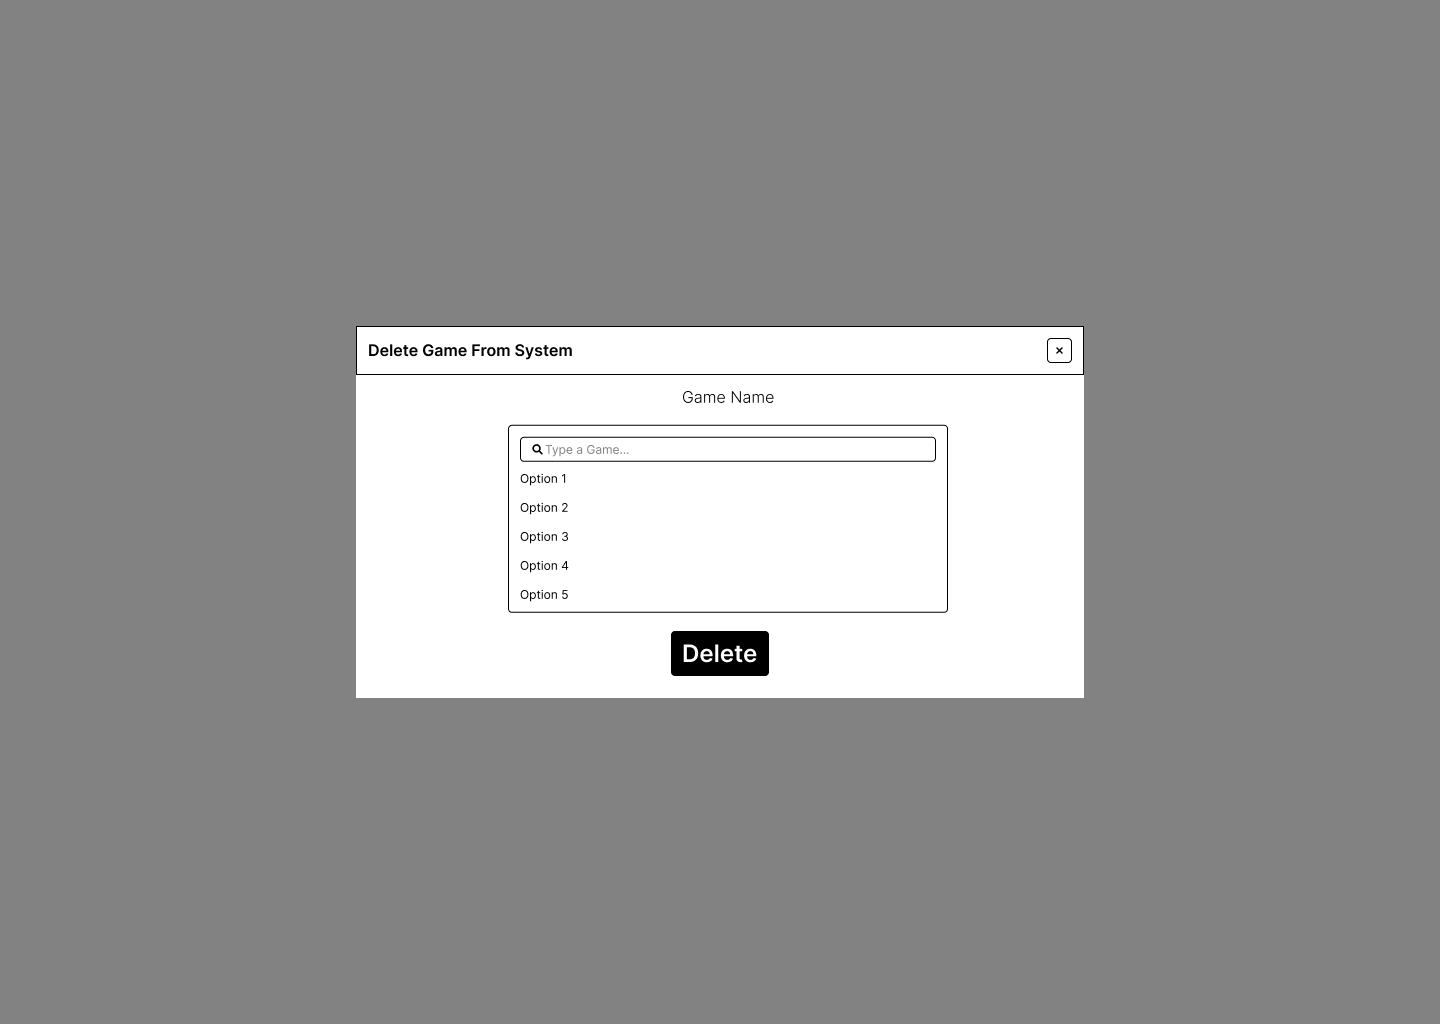 Delete Game From System
Game Name
Type a Game...
Option 1
Option 2
Option 3
Option 4
Option 5
Delete